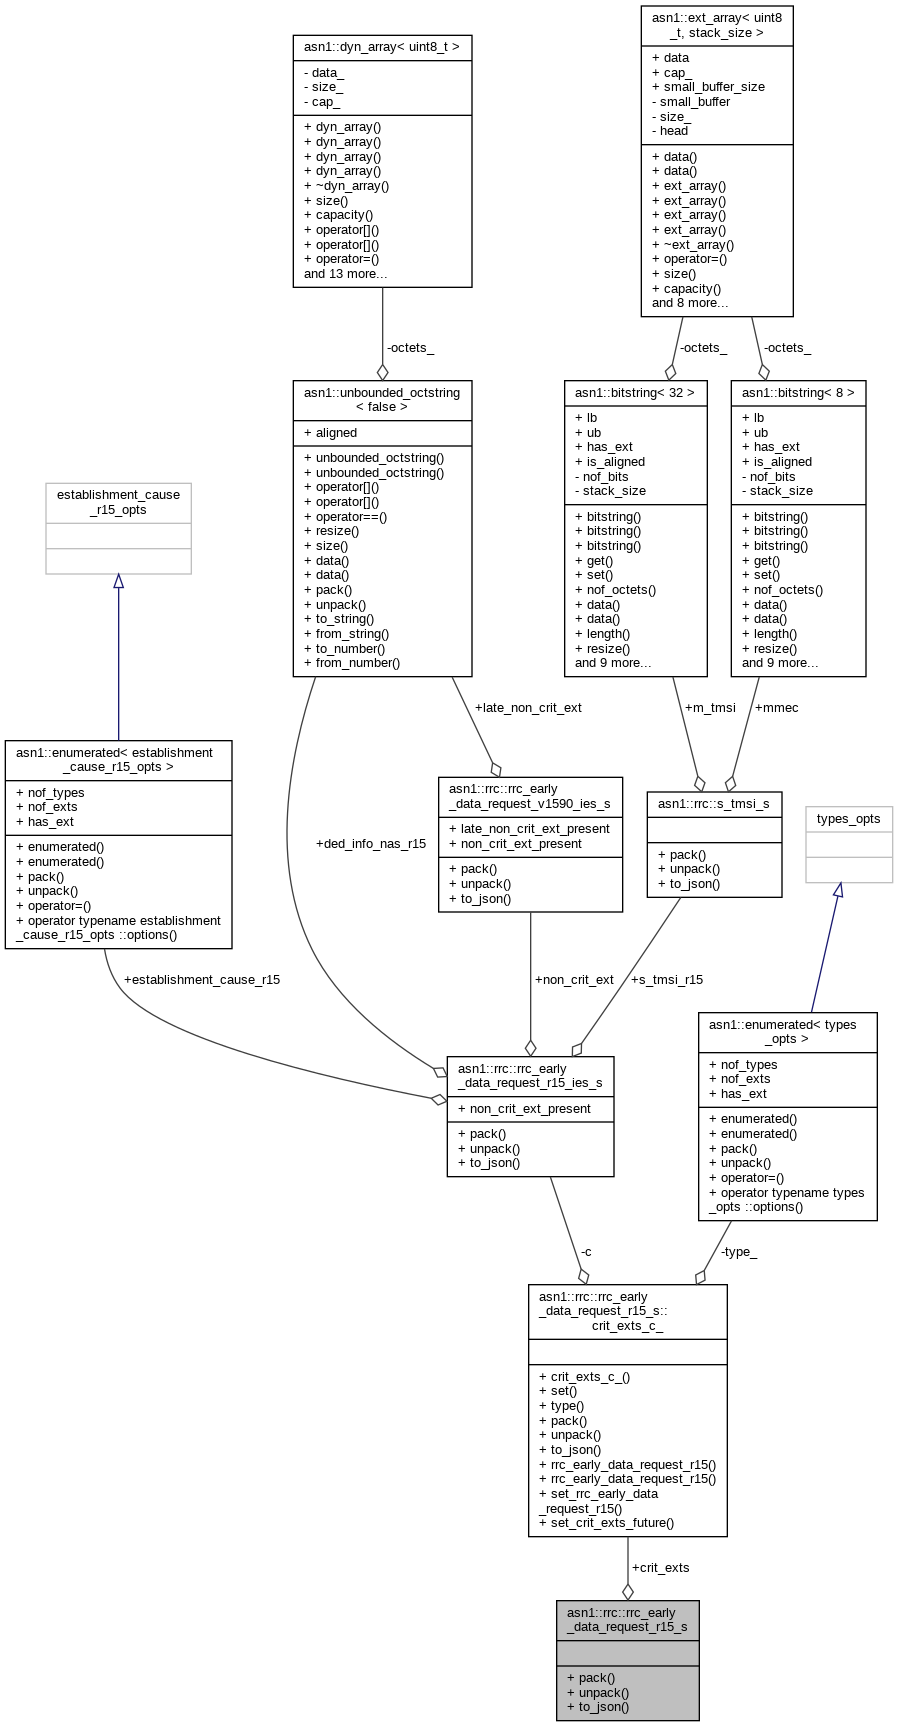 asn1::dyn_array< uint8_t >
- data_
- size_
- cap_
+ dyn_array()
+ dyn_array()
+ dyn_array()
+ dyn_array()
+ ~dyn_array()
+ size()
+ capacity()
+ operator[]()
+ operator[]()
+ operator=()
and 13 more...
asn1::ext_array< uint8
_t, stack_size >
+ data
+ cap_
+ small_buffer_size
- small_buffer
- size_
- head
+ data()
+ data()
+ ext_array()
+ ext_array()
+ ext_array()
+ ext_array()
+ ~ext_array()
+ operator=()
+ size()
+ capacity()
and 8 more...
-octets_
-octets_
-octets_
asn1::unbounded_octstring
< false >
+ aligned
+ unbounded_octstring()
+ unbounded_octstring()
+ operator[]()
+ operator[]()
+ operator==()
+ resize()
+ size()
+ data()
+ data()
+ pack()
+ unpack()
+ to_string()
+ from_string()
+ to_number()
+ from_number()
asn1::bitstring< 32 >
+ lb
+ ub
+ has_ext
+ is_aligned
- nof_bits
- stack_size
+ bitstring()
+ bitstring()
+ bitstring()
+ get()
+ set()
+ nof_octets()
+ data()
+ data()
+ length()
+ resize()
and 9 more...
asn1::bitstring< 8 >
+ lb
+ ub
+ has_ext
+ is_aligned
- nof_bits
- stack_size
+ bitstring()
+ bitstring()
+ bitstring()
+ get()
+ set()
+ nof_octets()
+ data()
+ data()
+ length()
+ resize()
and 9 more...
establishment_cause
_r15_opts
+late_non_crit_ext
+m_tmsi
+mmec
asn1::enumerated< establishment
_cause_r15_opts >
+ nof_types
+ nof_exts
+ has_ext
+ enumerated()
+ enumerated()
+ pack()
+ unpack()
+ operator=()
+ operator typename establishment
_cause_r15_opts ::options()
+ded_info_nas_r15
asn1::rrc::rrc_early
_data_request_v1590_ies_s
+ late_non_crit_ext_present
+ non_crit_ext_present
+ pack()
+ unpack()
+ to_json()
asn1::rrc::s_tmsi_s
+ pack()
+ unpack()
+ to_json()
types_opts
+establishment_cause_r15
+non_crit_ext
+s_tmsi_r15
asn1::enumerated< types
_opts >
+ nof_types
+ nof_exts
+ has_ext
+ enumerated()
+ enumerated()
+ pack()
+ unpack()
+ operator=()
+ operator typename types
_opts ::options()
asn1::rrc::rrc_early
_data_request_r15_ies_s
+ non_crit_ext_present
+ pack()
+ unpack()
+ to_json()
-c
-type_
asn1::rrc::rrc_early
_data_request_r15_s::
crit_exts_c_
+ crit_exts_c_()
+ set()
+ type()
+ pack()
+ unpack()
+ to_json()
+ rrc_early_data_request_r15()
+ rrc_early_data_request_r15()
+ set_rrc_early_data
_request_r15()
+ set_crit_exts_future()
+crit_exts
asn1::rrc::rrc_early
_data_request_r15_s
+ pack()
+ unpack()
+ to_json()